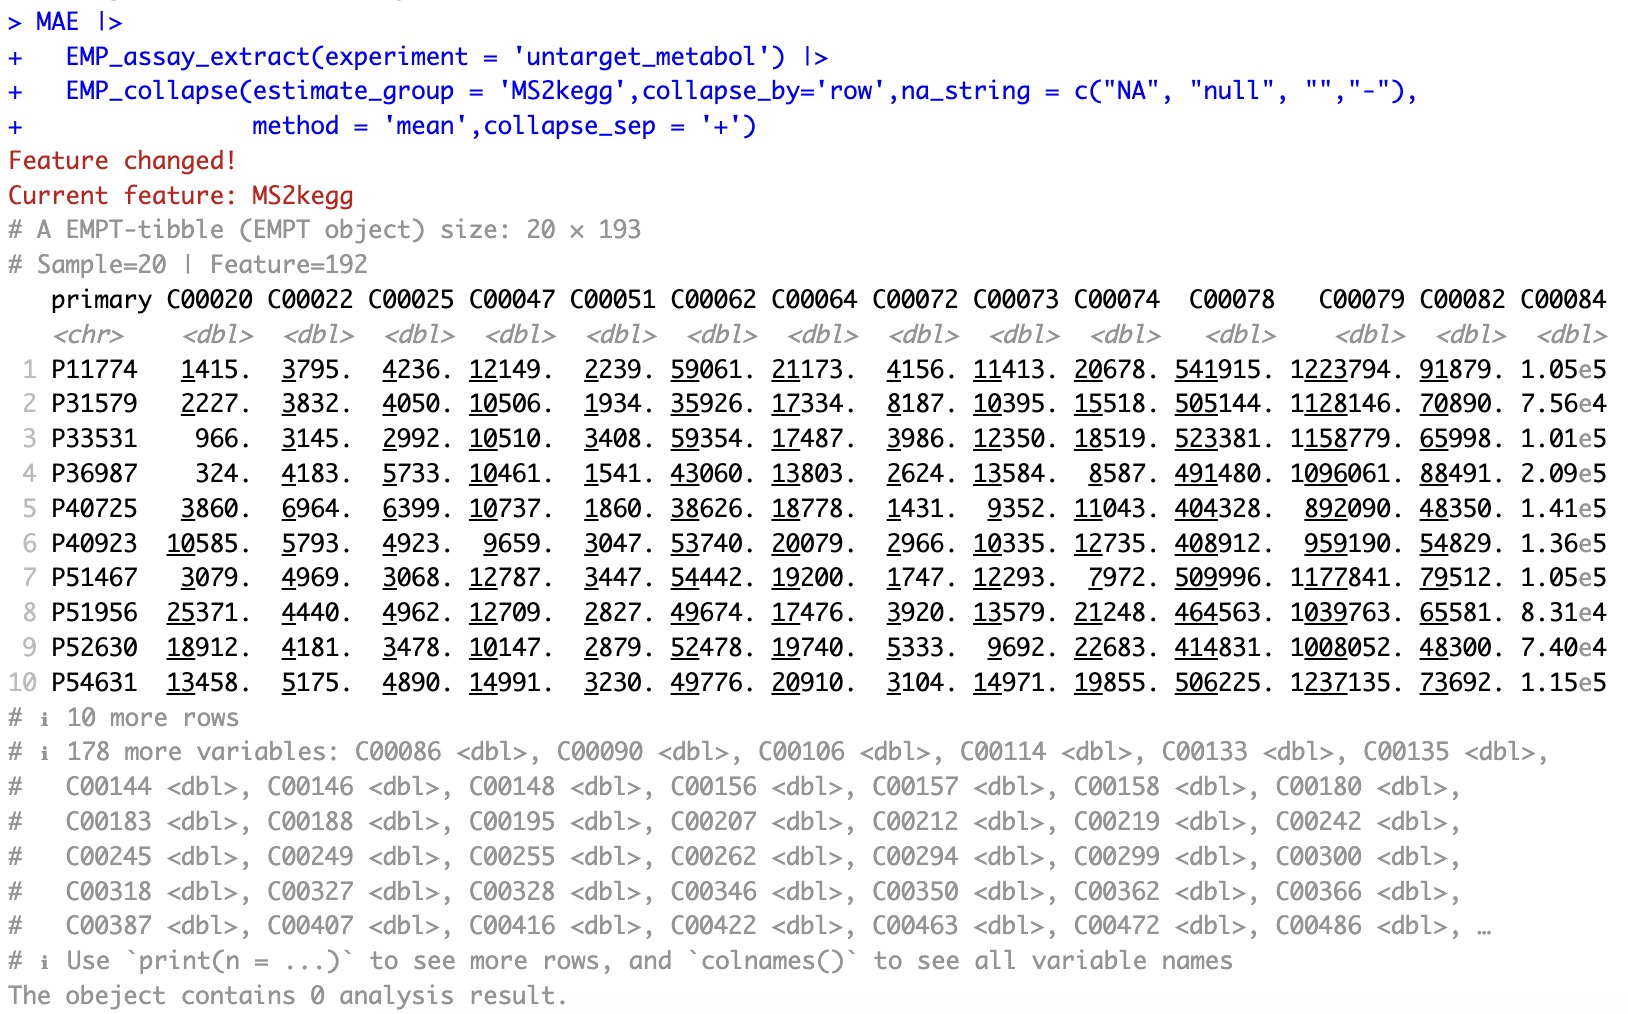 > MAE |>
+   EMP_assay_extract(experiment = 'untarget_metabol') |>
+   EMP_collapse(estimate_group = 'MS2kegg',collapse_by='row',na_string = c("NA", "null", "","-"),
+                method = 'mean',collapse_sep = '+')
Feature changed!
Current feature: MS2kegg
# A EMPT-tibble (EMPT object) size: 20 × 193
# Sample=20 | Feature=192
   primary C00020 C00022 C00025 C00047 C00051 C00062 C00064 C00072 C00073 C00074  C00078   C00079 C00082 C00084
   <chr>    <dbl>  <dbl>  <dbl>  <dbl>  <dbl>  <dbl>  <dbl>  <dbl>  <dbl>  <dbl>   <dbl>    <dbl>  <dbl>  <dbl>
 1 P11774   1415.  3795.  4236. 12149.  2239. 59061. 21173.  4156. 11413. 20678. 541915. 1223794. 91879. 1.05e5
 2 P31579   2227.  3832.  4050. 10506.  1934. 35926. 17334.  8187. 10395. 15518. 505144. 1128146. 70890. 7.56e4
 3 P33531    966.  3145.  2992. 10510.  3408. 59354. 17487.  3986. 12350. 18519. 523381. 1158779. 65998. 1.01e5
 4 P36987    324.  4183.  5733. 10461.  1541. 43060. 13803.  2624. 13584.  8587. 491480. 1096061. 88491. 2.09e5
 5 P40725   3860.  6964.  6399. 10737.  1860. 38626. 18778.  1431.  9352. 11043. 404328.  892090. 48350. 1.41e5
 6 P40923  10585.  5793.  4923.  9659.  3047. 53740. 20079.  2966. 10335. 12735. 408912.  959190. 54829. 1.36e5
 7 P51467   3079.  4969.  3068. 12787.  3447. 54442. 19200.  1747. 12293.  7972. 509996. 1177841. 79512. 1.05e5
 8 P51956  25371.  4440.  4962. 12709.  2827. 49674. 17476.  3920. 13579. 21248. 464563. 1039763. 65581. 8.31e4
 9 P52630  18912.  4181.  3478. 10147.  2879. 52478. 19740.  5333.  9692. 22683. 414831. 1008052. 48300. 7.40e4
10 P54631  13458.  5175.  4890. 14991.  3230. 49776. 20910.  3104. 14971. 19855. 506225. 1237135. 73692. 1.15e5
# ℹ 10 more rows
# ℹ 178 more variables: C00086 <dbl>, C00090 <dbl>, C00106 <dbl>, C00114 <dbl>, C00133 <dbl>, C00135 <dbl>,
#   C00144 <dbl>, C00146 <dbl>, C00148 <dbl>, C00156 <dbl>, C00157 <dbl>, C00158 <dbl>, C00180 <dbl>,
#   C00183 <dbl>, C00188 <dbl>, C00195 <dbl>, C00207 <dbl>, C00212 <dbl>, C00219 <dbl>, C00242 <dbl>,
#   C00245 <dbl>, C00249 <dbl>, C00255 <dbl>, C00262 <dbl>, C00294 <dbl>, C00299 <dbl>, C00300 <dbl>,
#   C00318 <dbl>, C00327 <dbl>, C00328 <dbl>, C00346 <dbl>, C00350 <dbl>, C00362 <dbl>, C00366 <dbl>,
#   C00387 <dbl>, C00407 <dbl>, C00416 <dbl>, C00422 <dbl>, C00463 <dbl>, C00472 <dbl>, C00486 <dbl>, …
# ℹ Use `print(n = ...)` to see more rows, and `colnames()` to see all variable names
The obeject contains 0 analysis result.